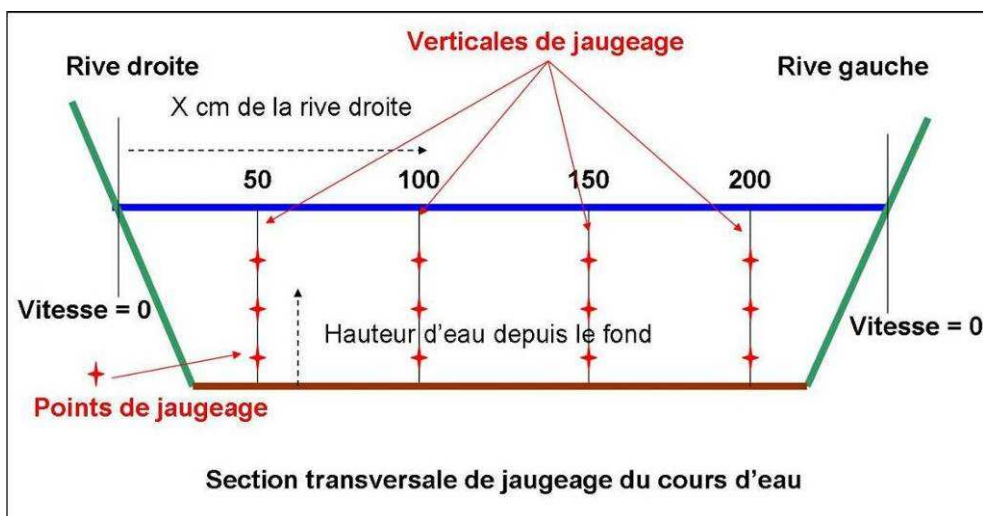 Verticales de jaugeage
Rive droite
Rive gauche
X cm de la rive droite
50
100
150
200
Vitesse = 0
Hauteur d'eau depuis le fond
Vitesse = 0
Points de jaugeage
Section transversale de jaugeage du cours d'eau